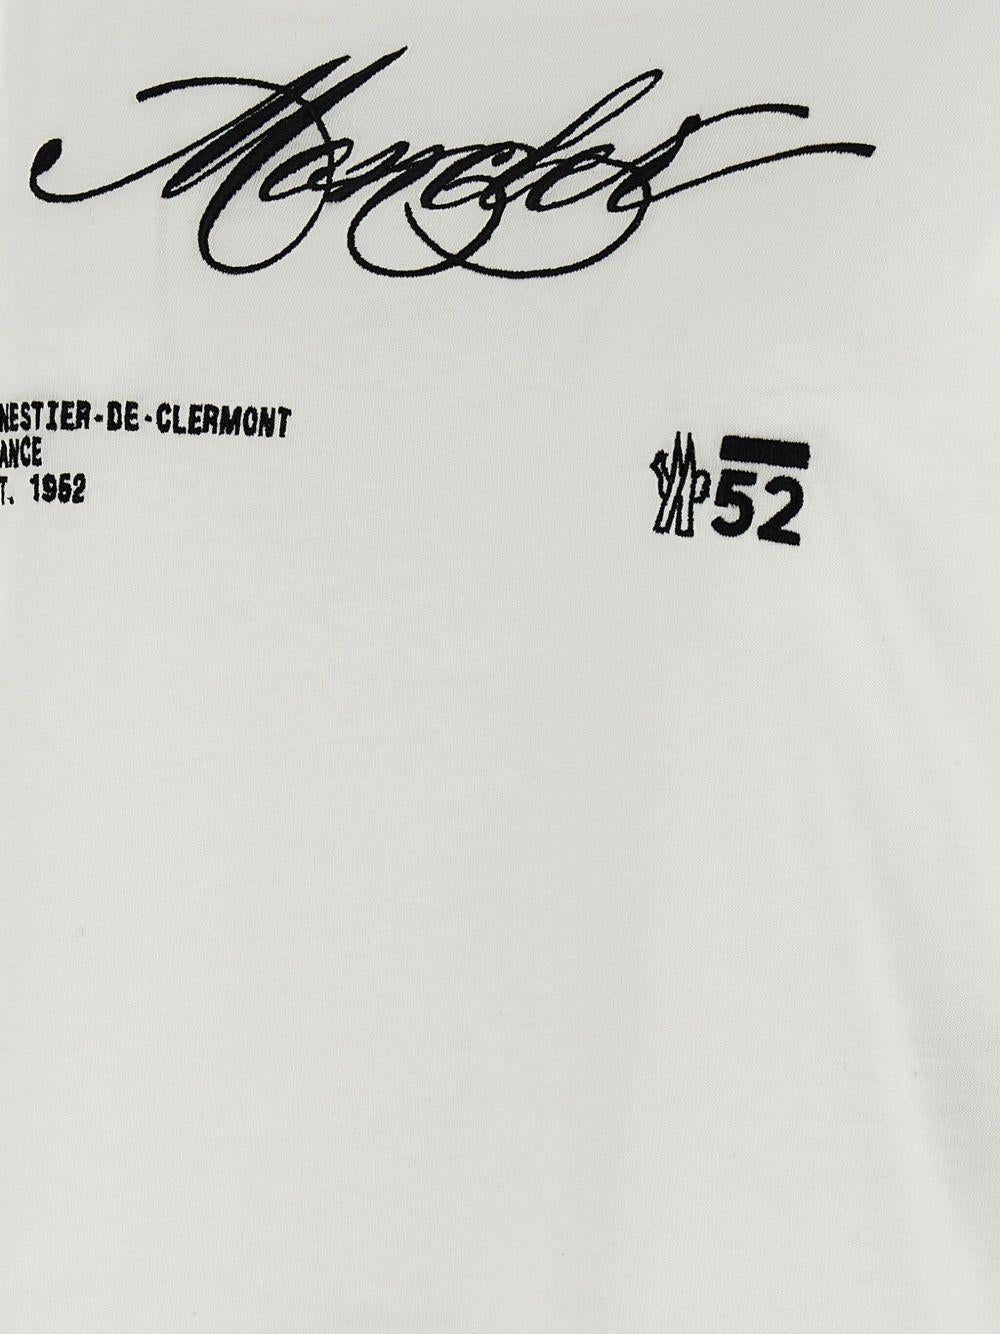 Moncler
NESTIER-DE-CLERMONT
ANCE
T. 1952
52